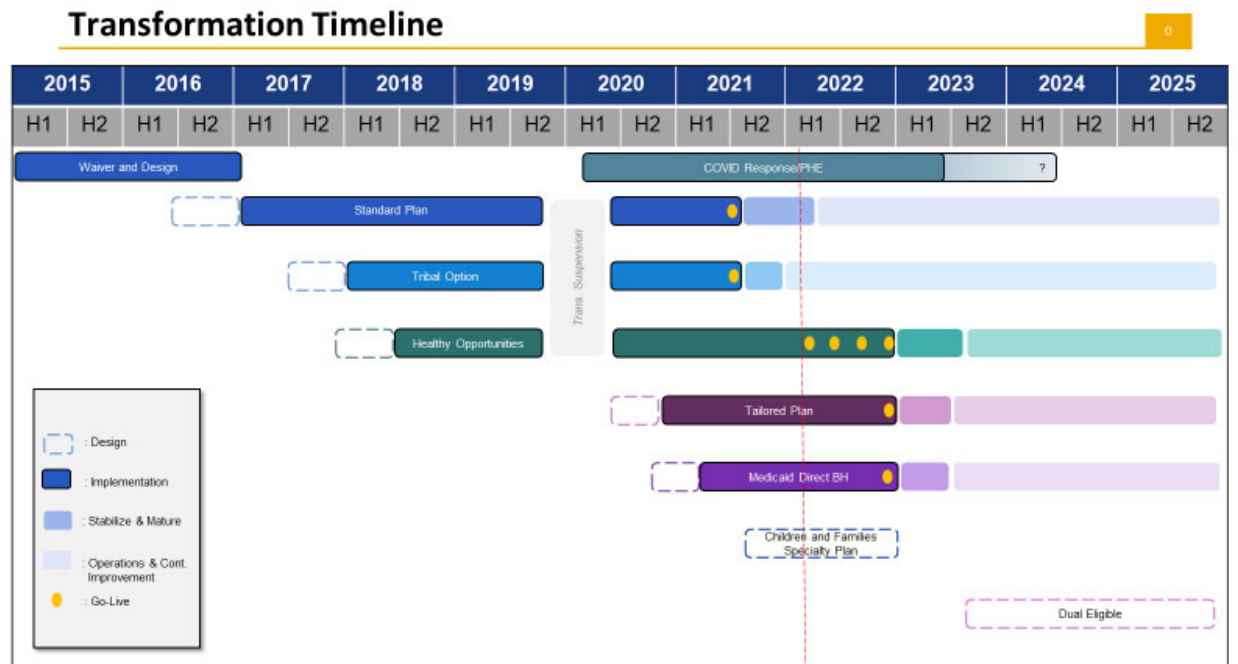 Transformation Timeline
0
2015 2016 2017 2018 2019 2020 2021 2022 2023 2024 2025
H1 H2 H1 H2 H1 H2 H1 H2 H1 H2 H1 H2 H1 H2 H1 H2 H1 H2 H1 H2 H1 H2
Waiver and Design
COVID Response/PHE
?
Standard Plan
Trans. Suspension
Tribal Option
Healthy Opportunities
Tailored Plan
Medicaid Direct BH
Children and Families
Specialty Plan
Dual Eligible
: Design
: Implementation
: Stabilize & Mature
: Operations & Cont.
Improvement
: Go-Live